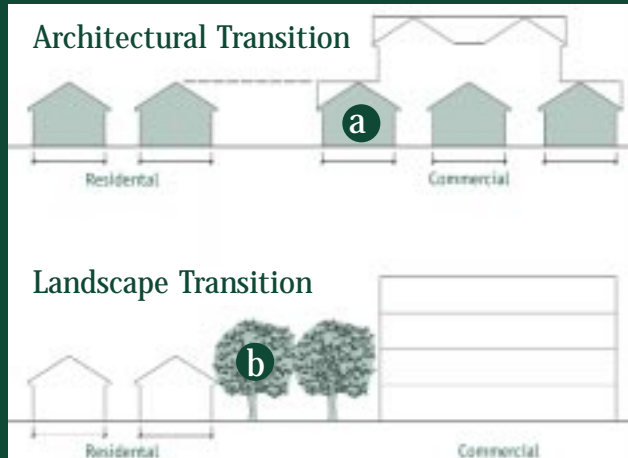 Architectural Transition
a
Residental
Commercial
Landscape Transition
b
Residental
Commercial